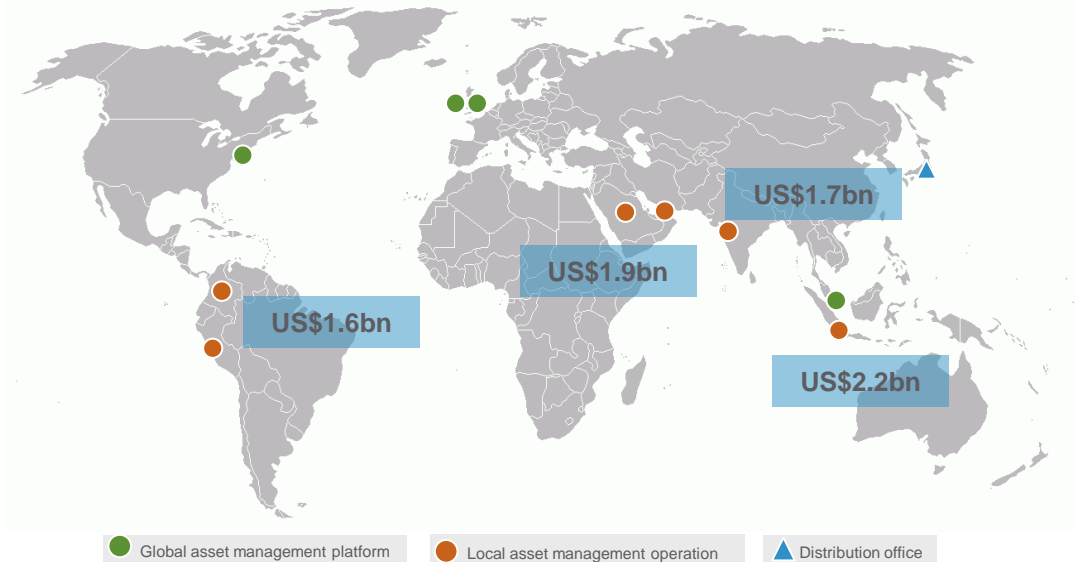 US$1.7bn
US$1.9bn
US$1.6bn
US$2.2bn
Global asset management platform
Local asset management operation
Distribution office